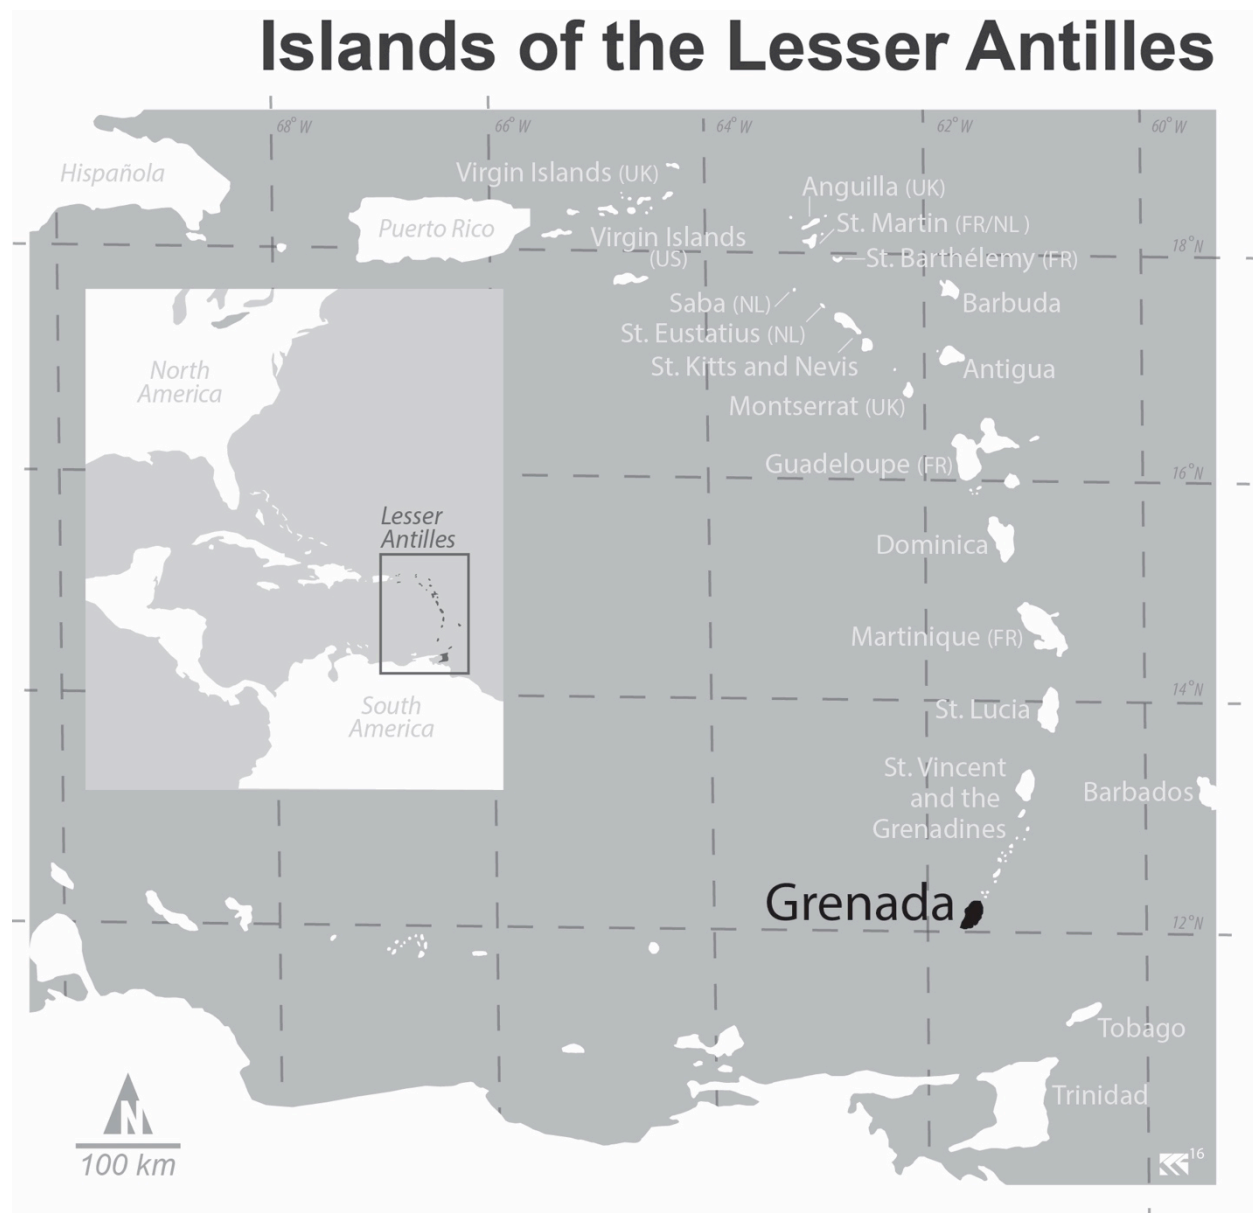 Islands of the Lesser Antilles
68°W
66°W
64°W
62°W
60°W
Hispañola
Puerto Rico
Virgin Islands (UK)
Virgin Islands
(US)
Anguilla (UK)
St. Martin (FR/NL )
St. Barthélemy (FR)
18°N
Saba (NL)
St. Eustatius (NL)
St. Kitts and Nevis
Barbuda
Antigua
Montserrat (UK)
Guadeloupe (FR)
16°N
Dominica
Martinique (FR)
14°N
St. Lucia
St. Vincent
and the
Grenadines
Barbados
Grenada
12°N
Tobago
Trinidad
North
America
Lesser
Antilles
South
America
N
100 km
16